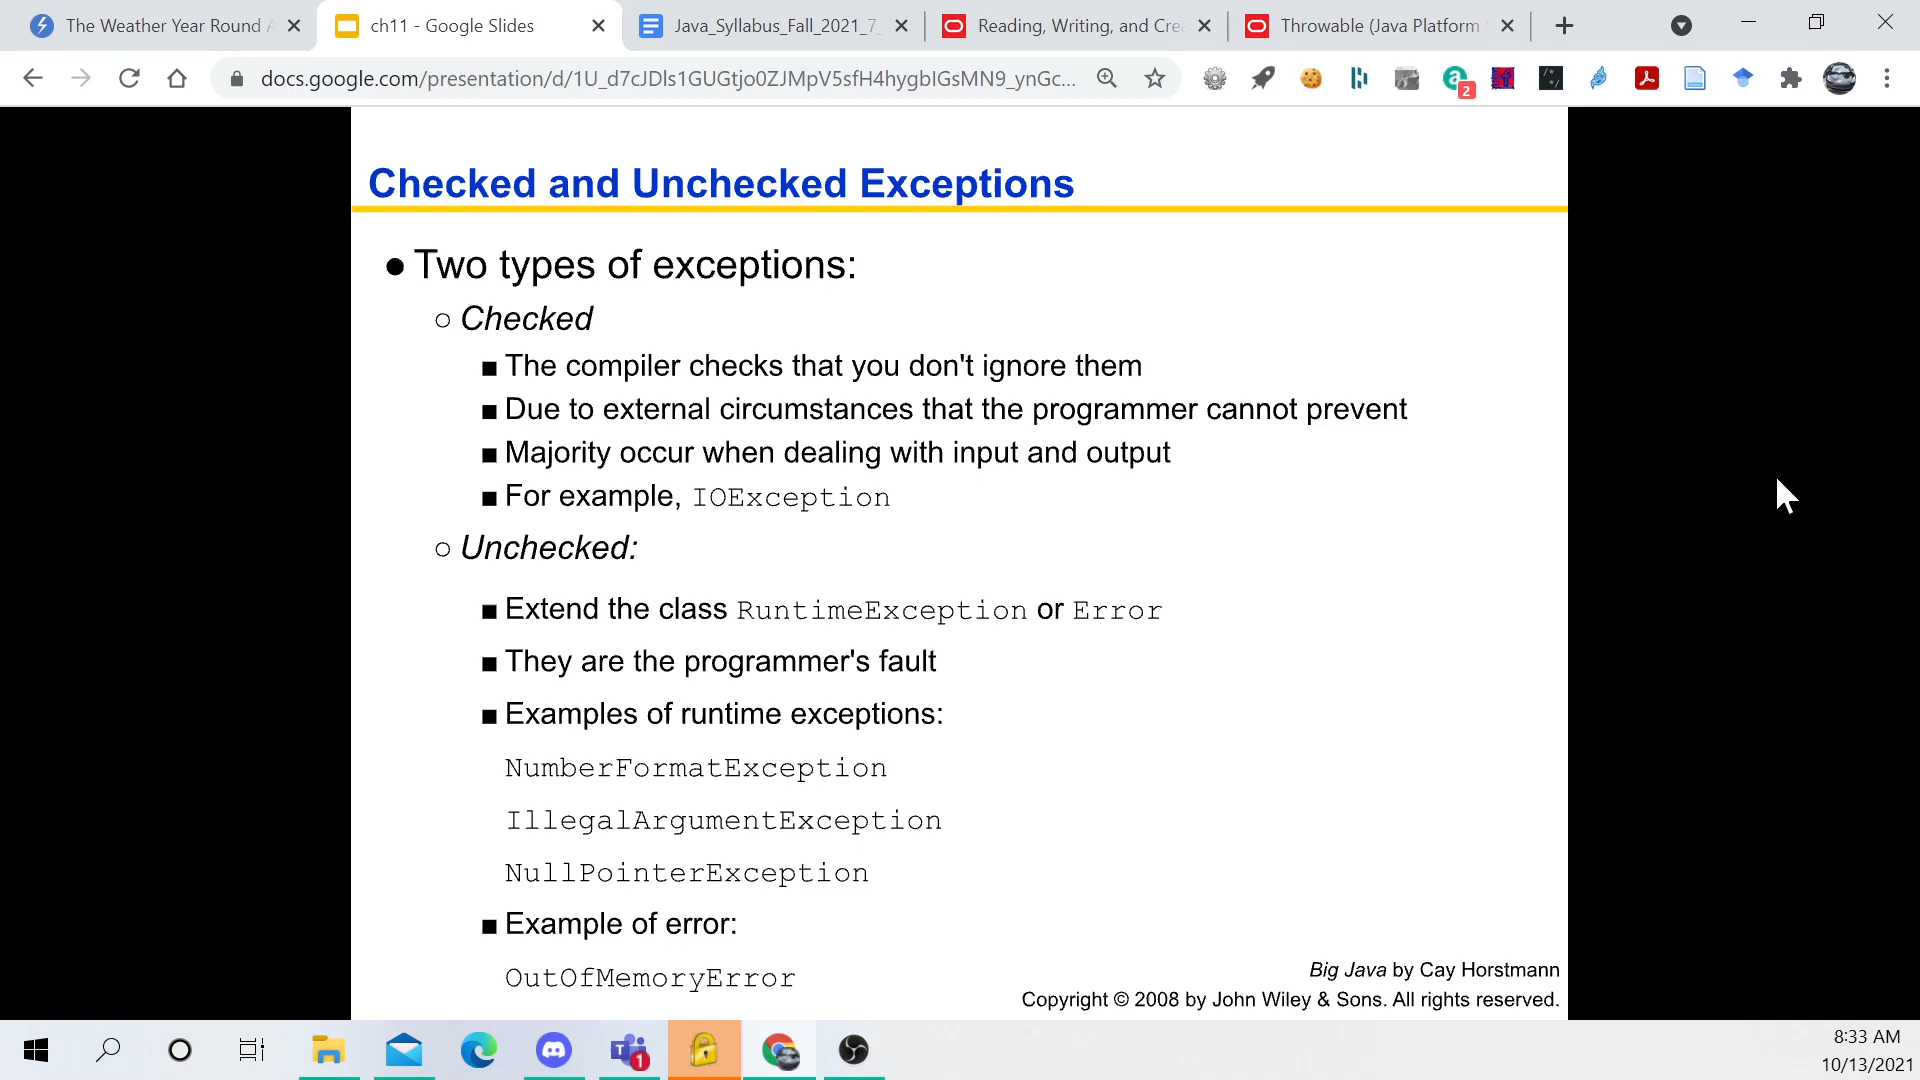 The Weather Year Round A
ch11 - Google Slides
Java_Syllabus_Fall_2021_7_
Reading, Writing, and Crea
Throwable (Java Platform S
docs.google.com/presentation/d/1U_d7cJDls1GUGtjo0ZJMpV5sfH4hygbIGsMN9_ynGc...
2
Checked and Unchecked Exceptions
● Two types of exceptions:
○ Checked
■ The compiler checks that you don't ignore them
■ Due to external circumstances that the programmer cannot prevent
■ Majority occur when dealing with input and output
■ For example, IOException
○ Unchecked:
■ Extend the class RuntimeException or Error
■ They are the programmer's fault
■ Examples of runtime exceptions:
NumberFormatException
IllegalArgumentException
NullPointerException
■ Example of error:
OutOfMemoryError
Big Java by Cay Horstmann
Copyright © 2008 by John Wiley & Sons. All rights reserved.
1
8:33 AM
10/13/2021